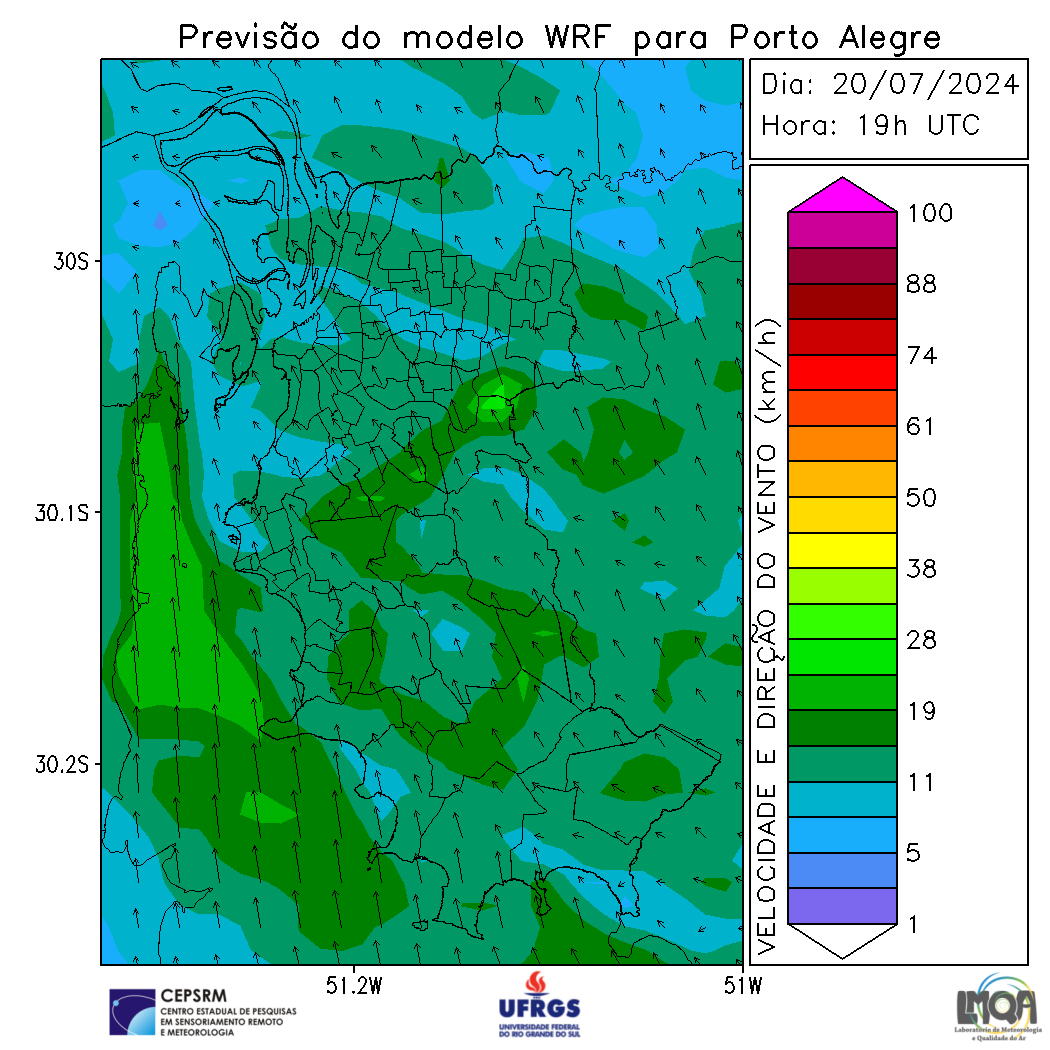 Previsão do modelo WRF para Porto Alegre
Dia: 20/07/2024
Hora: 19h UTC
30S
30.1S
30.2S
51.2W
51W
VELOCIDADE E DIREÇÃO DO VENTO (km/h)
100
88
74
61
50
38
28
19
11
5
1
CEPSRM
CENTRO ESTADUAL DE PESQUISAS
EM SENSORIAMENTO REMOTO
E METEOROLOGIA
UFRGS
UNIVERSIDADE FEDERAL
DO RIO GRANDE DO SUL
LMQA
Laboratório de Meteorologia
e Qualidade do Ar